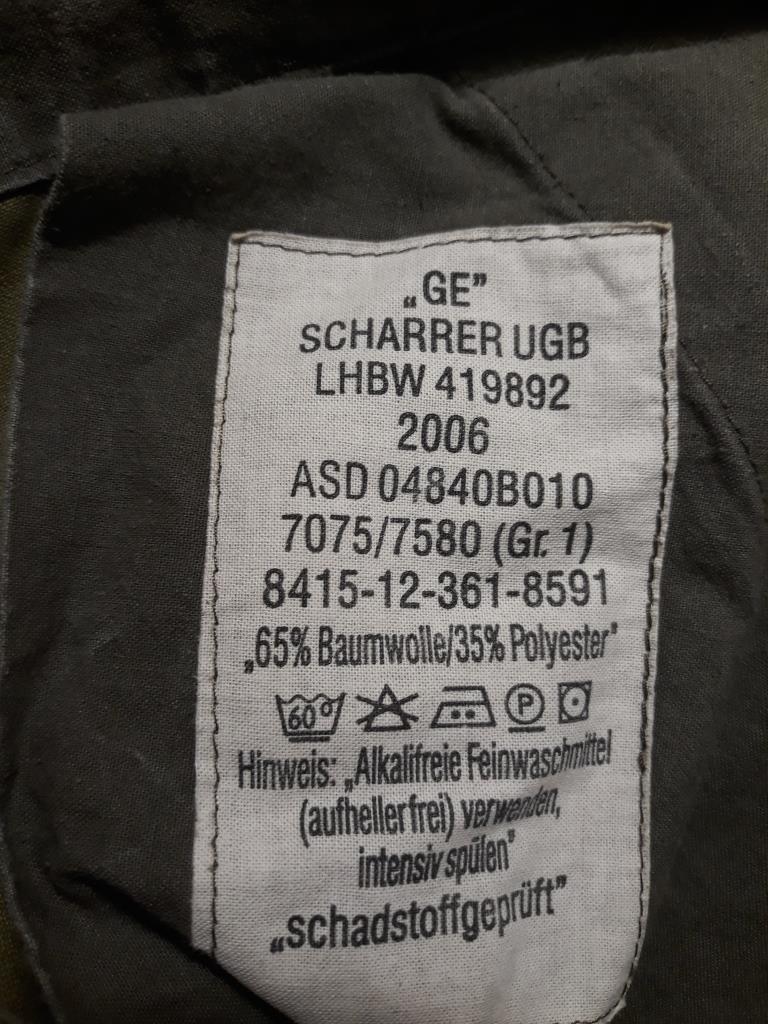 „GE”
SCHARRER UGB
LHBW 419892
2006
ASD 04840B010
7075/7580 (Gr. 1)
8415-12-361-8591
„65% Baumwolle/35% Polyester"
60 P
Hinweis: „Alkalifreie Feinwaschmittel
(aufhellerfrei) verwenden,
intensiv spülen"
„schadstoffgeprüft”